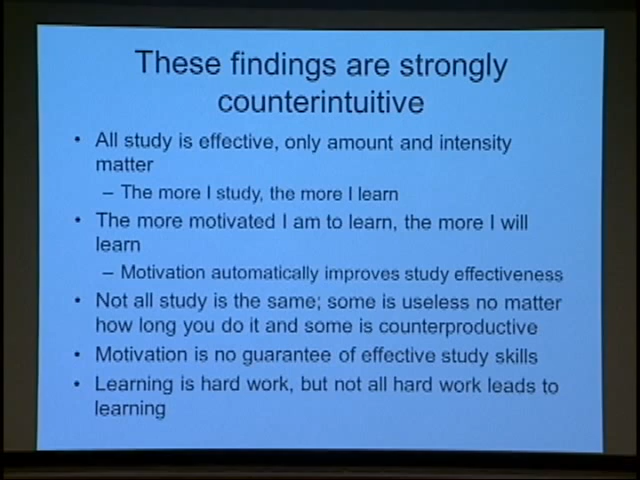 These findings are strongly
counterintuitive
• All study is effective, only amount and intensity
matter
– The more I study, the more I learn
• The more motivated I am to learn, the more I will
learn
– Motivation automatically improves study effectiveness
• Not all study is the same; some is useless no matter
how long you do it and some is counterproductive
• Motivation is no guarantee of effective study skills
• Learning is hard work, but not all hard work leads to
learning